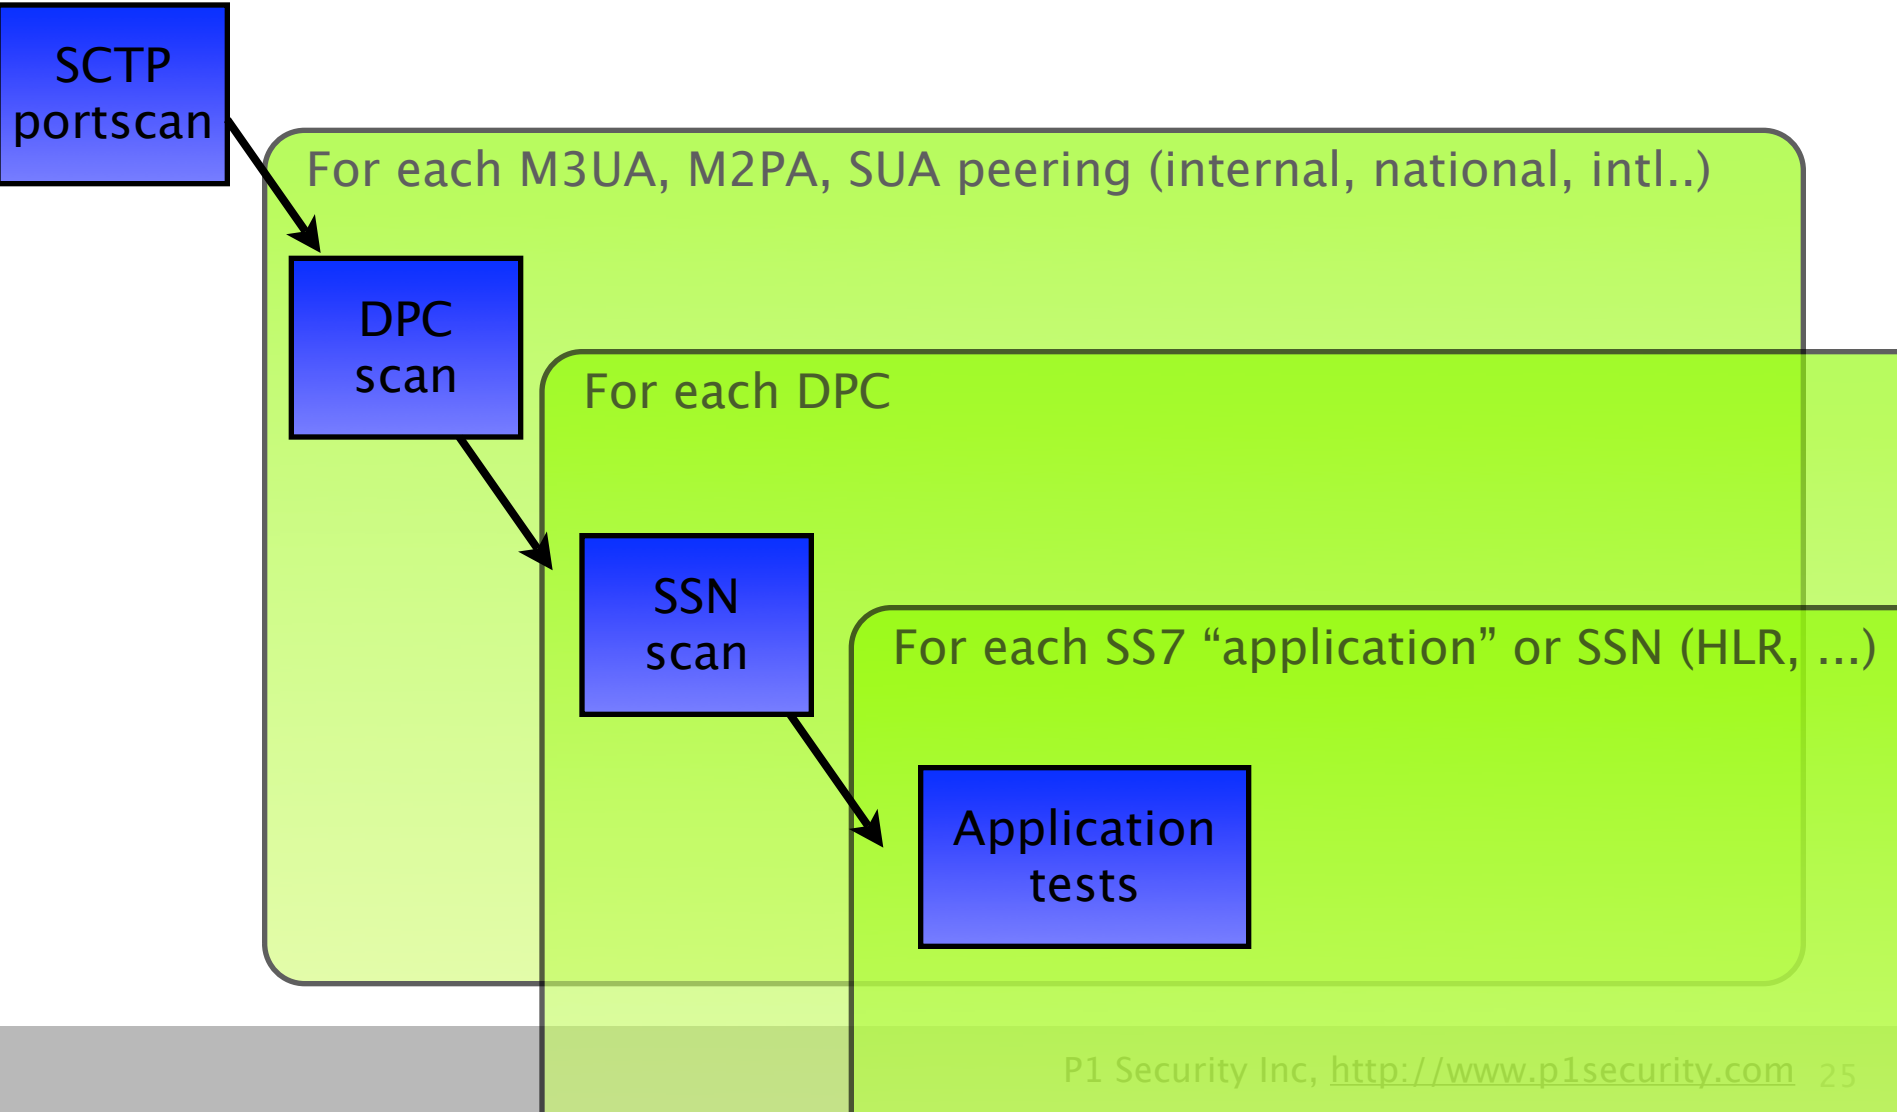 SCTP
portscan
For each M3UA, M2PA, SUA peering (internal, national, intl..)
DPC
scan
For each DPC
SSN
scan
For each SS7 “application” or SSN (HLR, ...)
Application
tests
P1 Security Inc, http://www.p1security.com 25